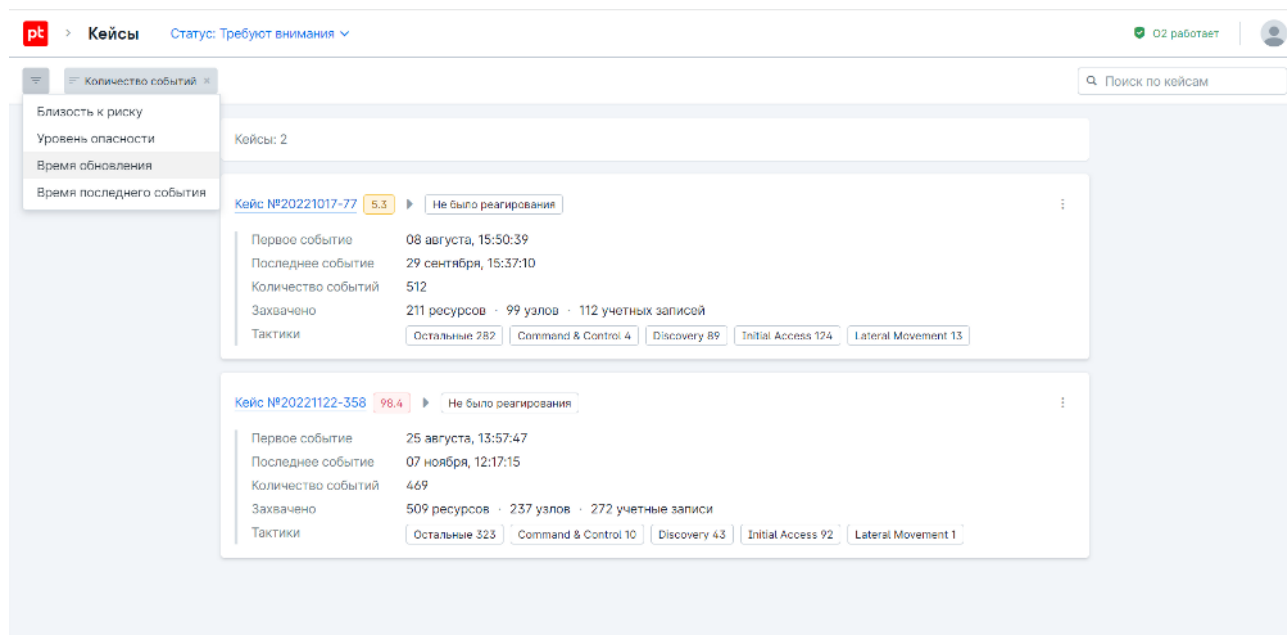 pt > Кейсы Статус: Требуют внимания О2 работает
Количество событий × Поиск по кейсам
Близость к риску
Уровень опасности
Время обновления
Время последнего события
Кейсы: 2
Кейс №20221017-77 5.3 Не было реагирования
Первое событие 08 августа, 15:50:39
Последнее событие 29 сентября, 15:37:10
Количество событий 512
Захвачено 211 ресурсов · 99 узлов · 112 учетных записей
Тактики Остальные 282 Command & Control 4 Discovery 89 Initial Access 124 Lateral Movement 13
Кейс №20221122-358 98.4 Не было реагирования
Первое событие 25 августа, 13:57:47
Последнее событие 07 ноября, 12:17:15
Количество событий 469
Захвачено 509 ресурсов · 237 узлов · 272 учетные записи
Тактики Остальные 323 Command & Control 10 Discovery 43 Initial Access 92 Lateral Movement 1